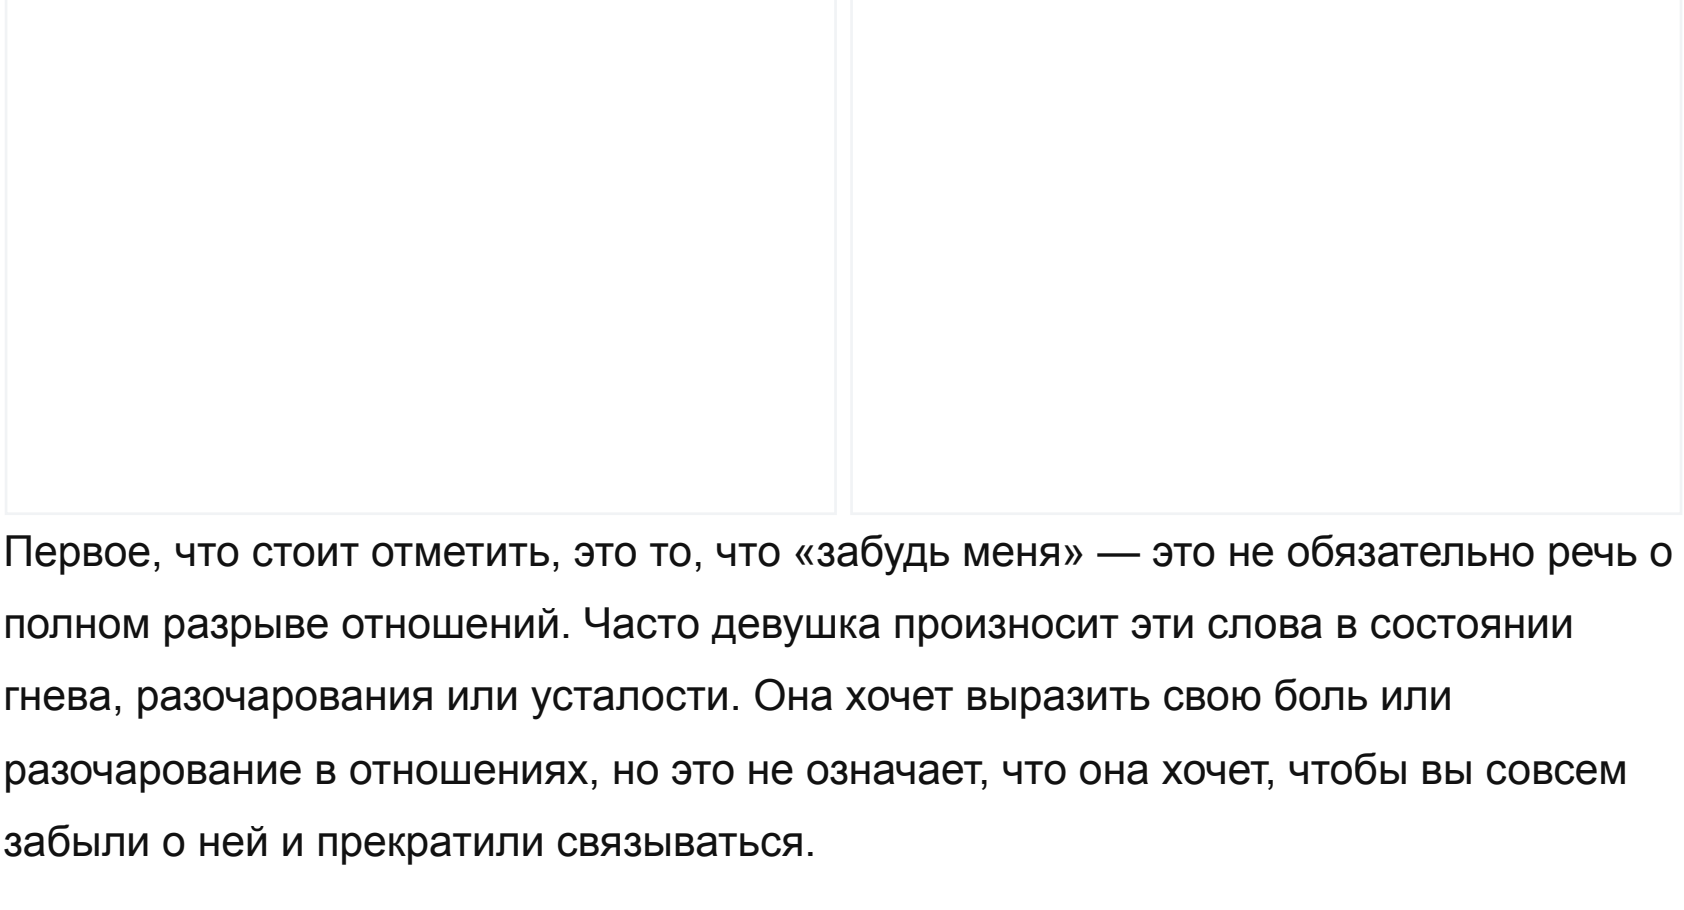 Первое, что стоит отметить, это то, что «забудь меня» — это не обязательно речь о
полном разрыве отношений. Часто девушка произносит эти слова в состоянии
гнева, разочарования или усталости. Она хочет выразить свою боль или
разочарование в отношениях, но это не означает, что она хочет, чтобы вы совсем
забыли о ней и прекратили связываться.